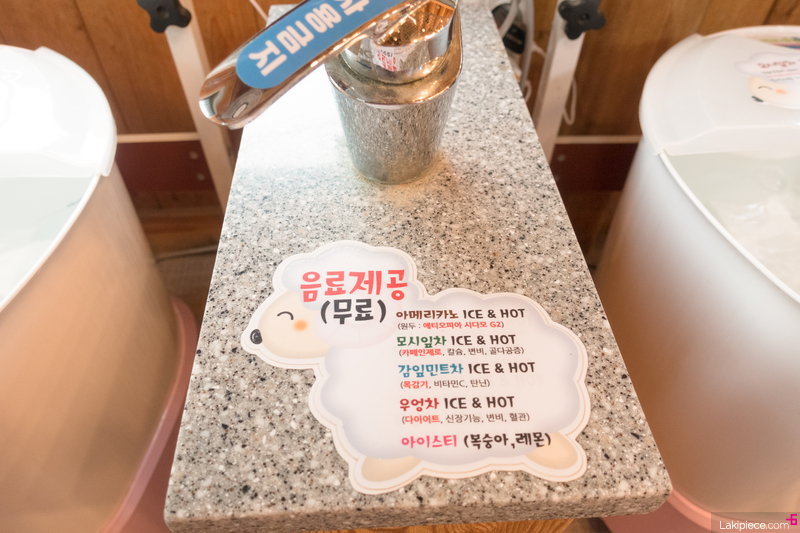 음료제공
(무료)
아메리카노 ICE & HOT
(원두 : 에티오피아 시다모 G2)
모시잎차 ICE & HOT
(카페인제로, 칼슘, 변비, 골다공증)
감잎민트차 ICE & HOT
(목감기, 비타민C, 탄닌)
우엉차 ICE & HOT
(다이어트, 신장기능, 변비, 혈관)
아이스티 (복숭아,레몬)
Lakipiece.com